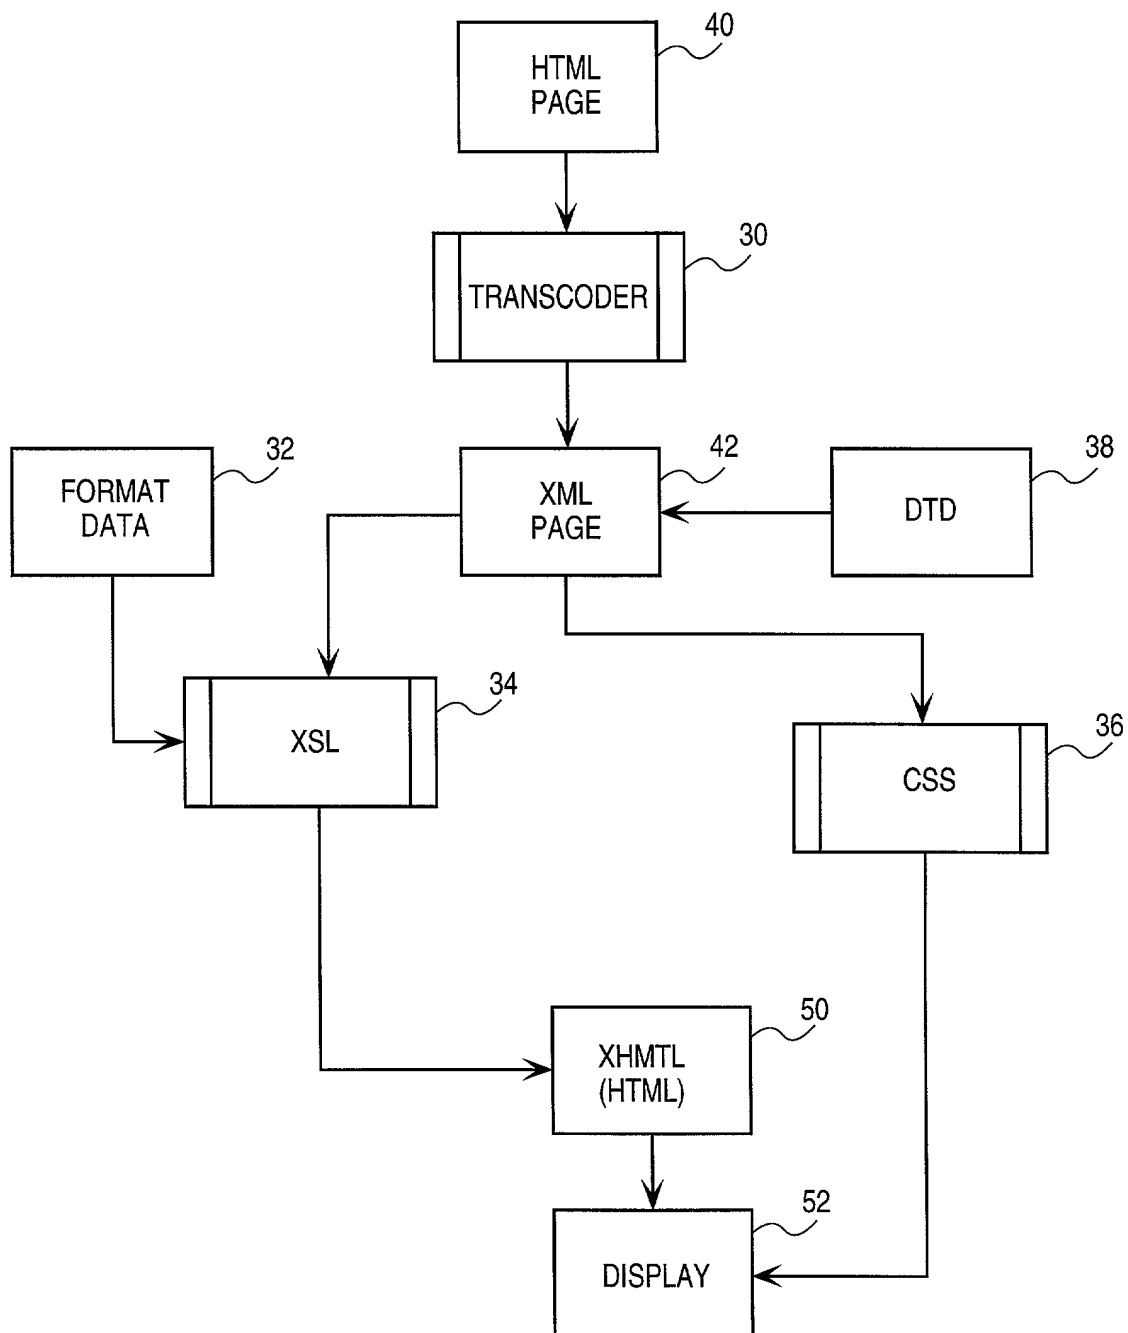 40
HTML
PAGE
30
TRANSCODER
32
FORMAT
DATA
42
XML
PAGE
38
DTD
34
XSL
36
CSS
50
XHMTL
(HTML)
52
DISPLAY